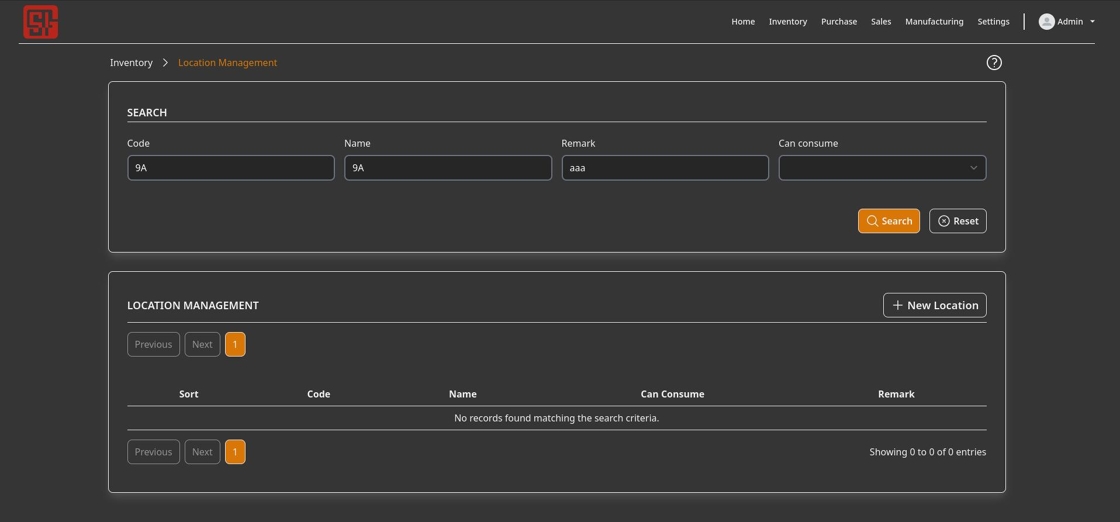 Home Inventory Purchase Sales Manufacturing Settings Admin
Inventory Location Management
SEARCH
Code Name Remark Can consume
9A 9A aaa
Search Reset
LOCATION MANAGEMENT New Location
Previous Next 1
Sort Code Name Can Consume Remark
No records found matching the search criteria.
Previous Next 1 Showing 0 to 0 of 0 entries